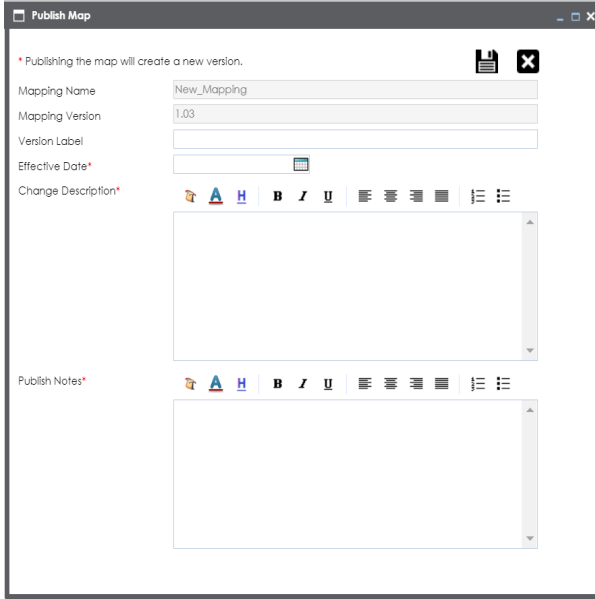 Publish Map
* Publishing the map will create a new version.
Mapping Name
New_Mapping
Mapping Version
1.03
Version Label
Effective Date*
Change Description*
A H B I U
Publish Notes*
A H B I U